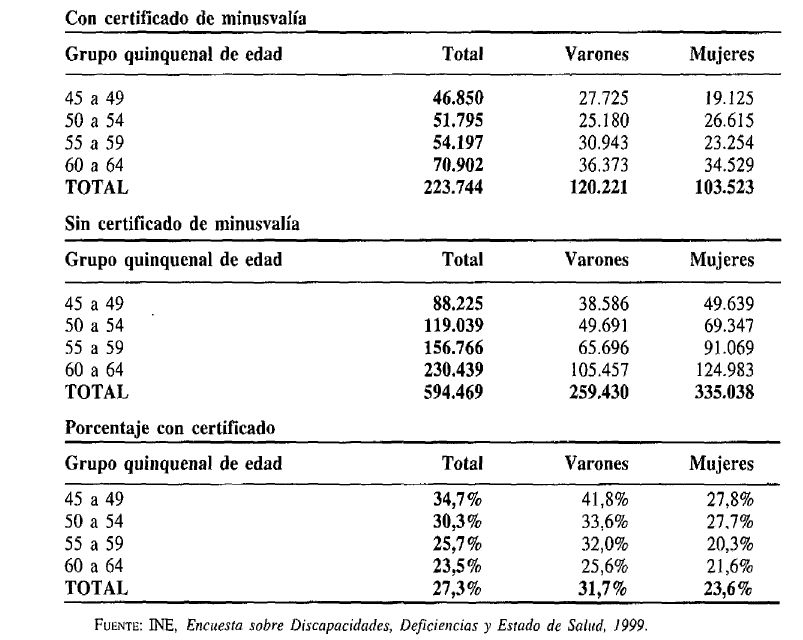 Con certificado de minusvalía
Grupo quinquenal de edad Total Varones Mujeres
45 a 49 46.850 27.725 19.125
50 a 54 51.795 25.180 26.615
55 a 59 54.197 30.943 23.254
60 a 64 70.902 36.373 34.529
TOTAL 223.744 120.221 103.523
Sin certificado de minusvalía
Grupo quinquenal de edad Total Varones Mujeres
45 a 49 88.225 38.586 49.639
50 a 54 119.039 49.691 69.347
55 a 59 156.766 65.696 91.069
60 a 64 230.439 105.457 124.983
TOTAL 594.469 259.430 335.038
Porcentaje con certificado
Grupo quinquenal de edad Total Varones Mujeres
45 a 49 34,7% 41,8% 27,8%
50 a 54 30,3% 33,6% 27,7%
55 a 59 25,7% 32,0% 20,3%
60 a 64 23,5% 25,6% 21,6%
TOTAL 27,3% 31,7% 23,6%
FUENTE: INE, Encuesta sobre Discapacidades, Deficiencias y Estado de Salud, 1999.